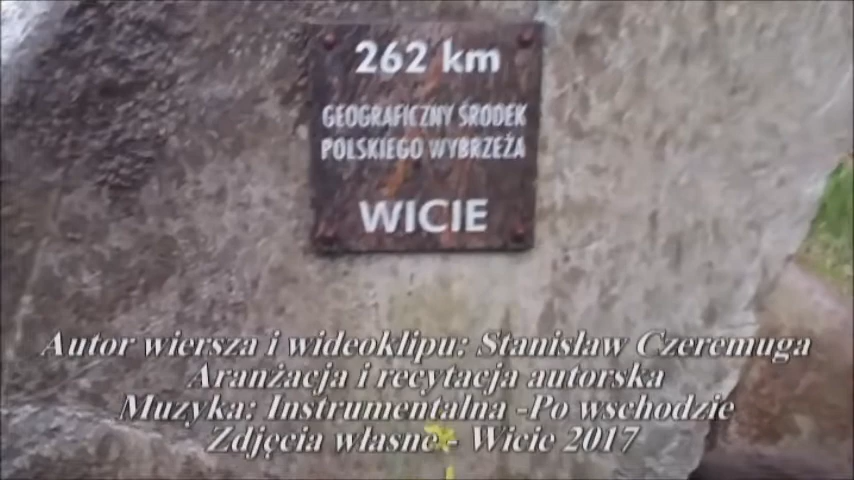 262 km
GEOGRAFICZNY ŚRODEK
POLSKIEGO WYBRZEŻA
WICIE
Autor wiersza i wideoklipu: Stanisław Czeremuga
Aranżacja i recytacja autorska
Muzyka: Instrumentalna -Po wschodzie
Zdjęcia własne - Wicie 2017